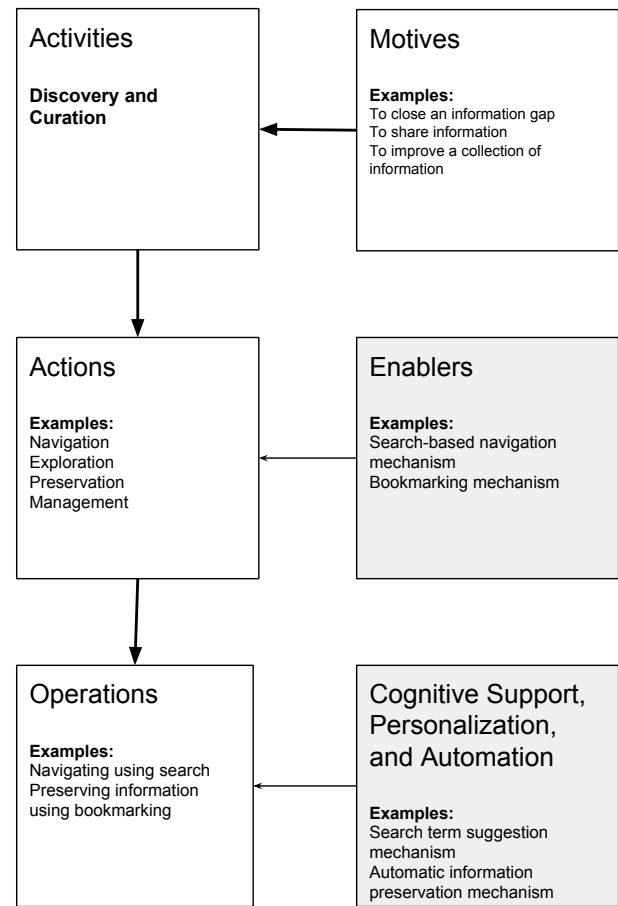 Activities
Discovery and
Curation
Motives
Examples:
To close an information gap
To share information
To improve a collection of
information
Actions
Examples:
Navigation
Exploration
Preservation
Management
Enablers
Examples:
Search-based navigation
mechanism
Bookmarking mechanism
Operations
Examples:
Navigating using search
Preserving information
using bookmarking
Cognitive Support,
Personalization,
and Automation
Examples:
Search term suggestion
mechanism
Automatic information
preservation mechanism